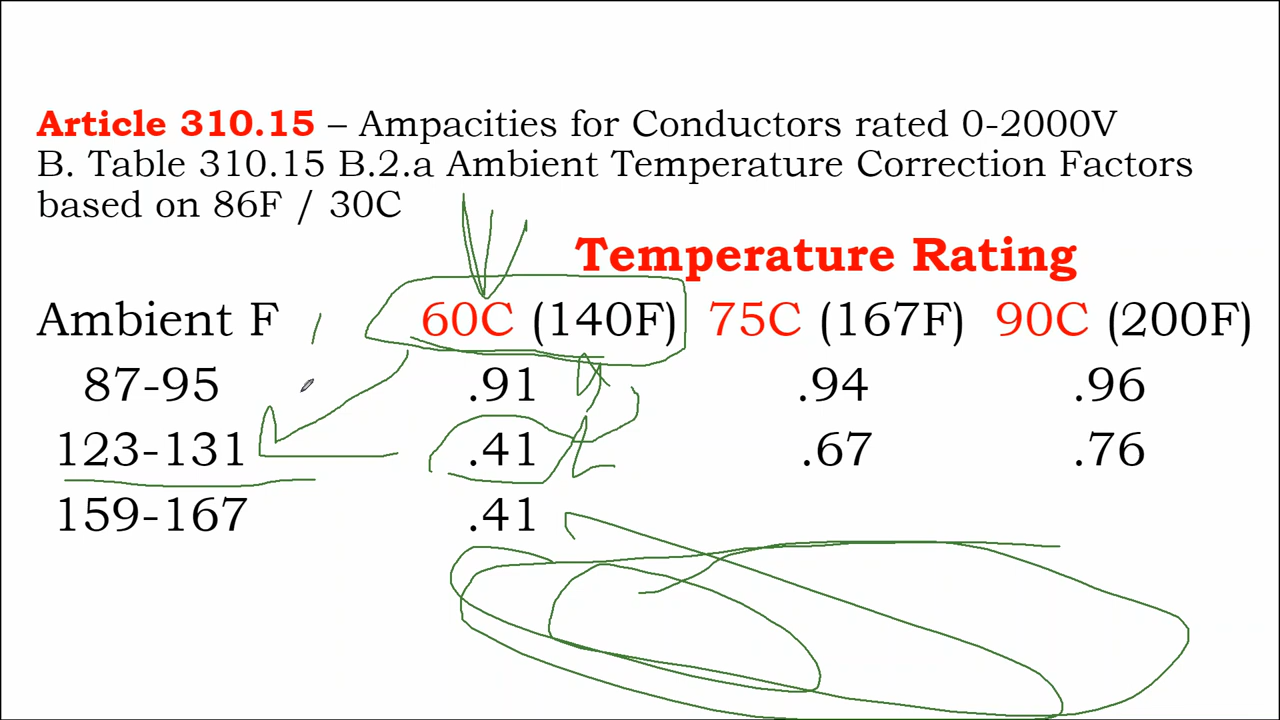 Article 310.15 – Ampacities for Conductors rated 0-2000V
B. Table 310.15 B.2.a Ambient Temperature Correction Factors
based on 86F / 30C
Temperature Rating
Ambient F 60C (140F) 75C (167F) 90C (200F)
87-95 .91 .94 .96
123-131 .41 .67 .76
159-167 .41